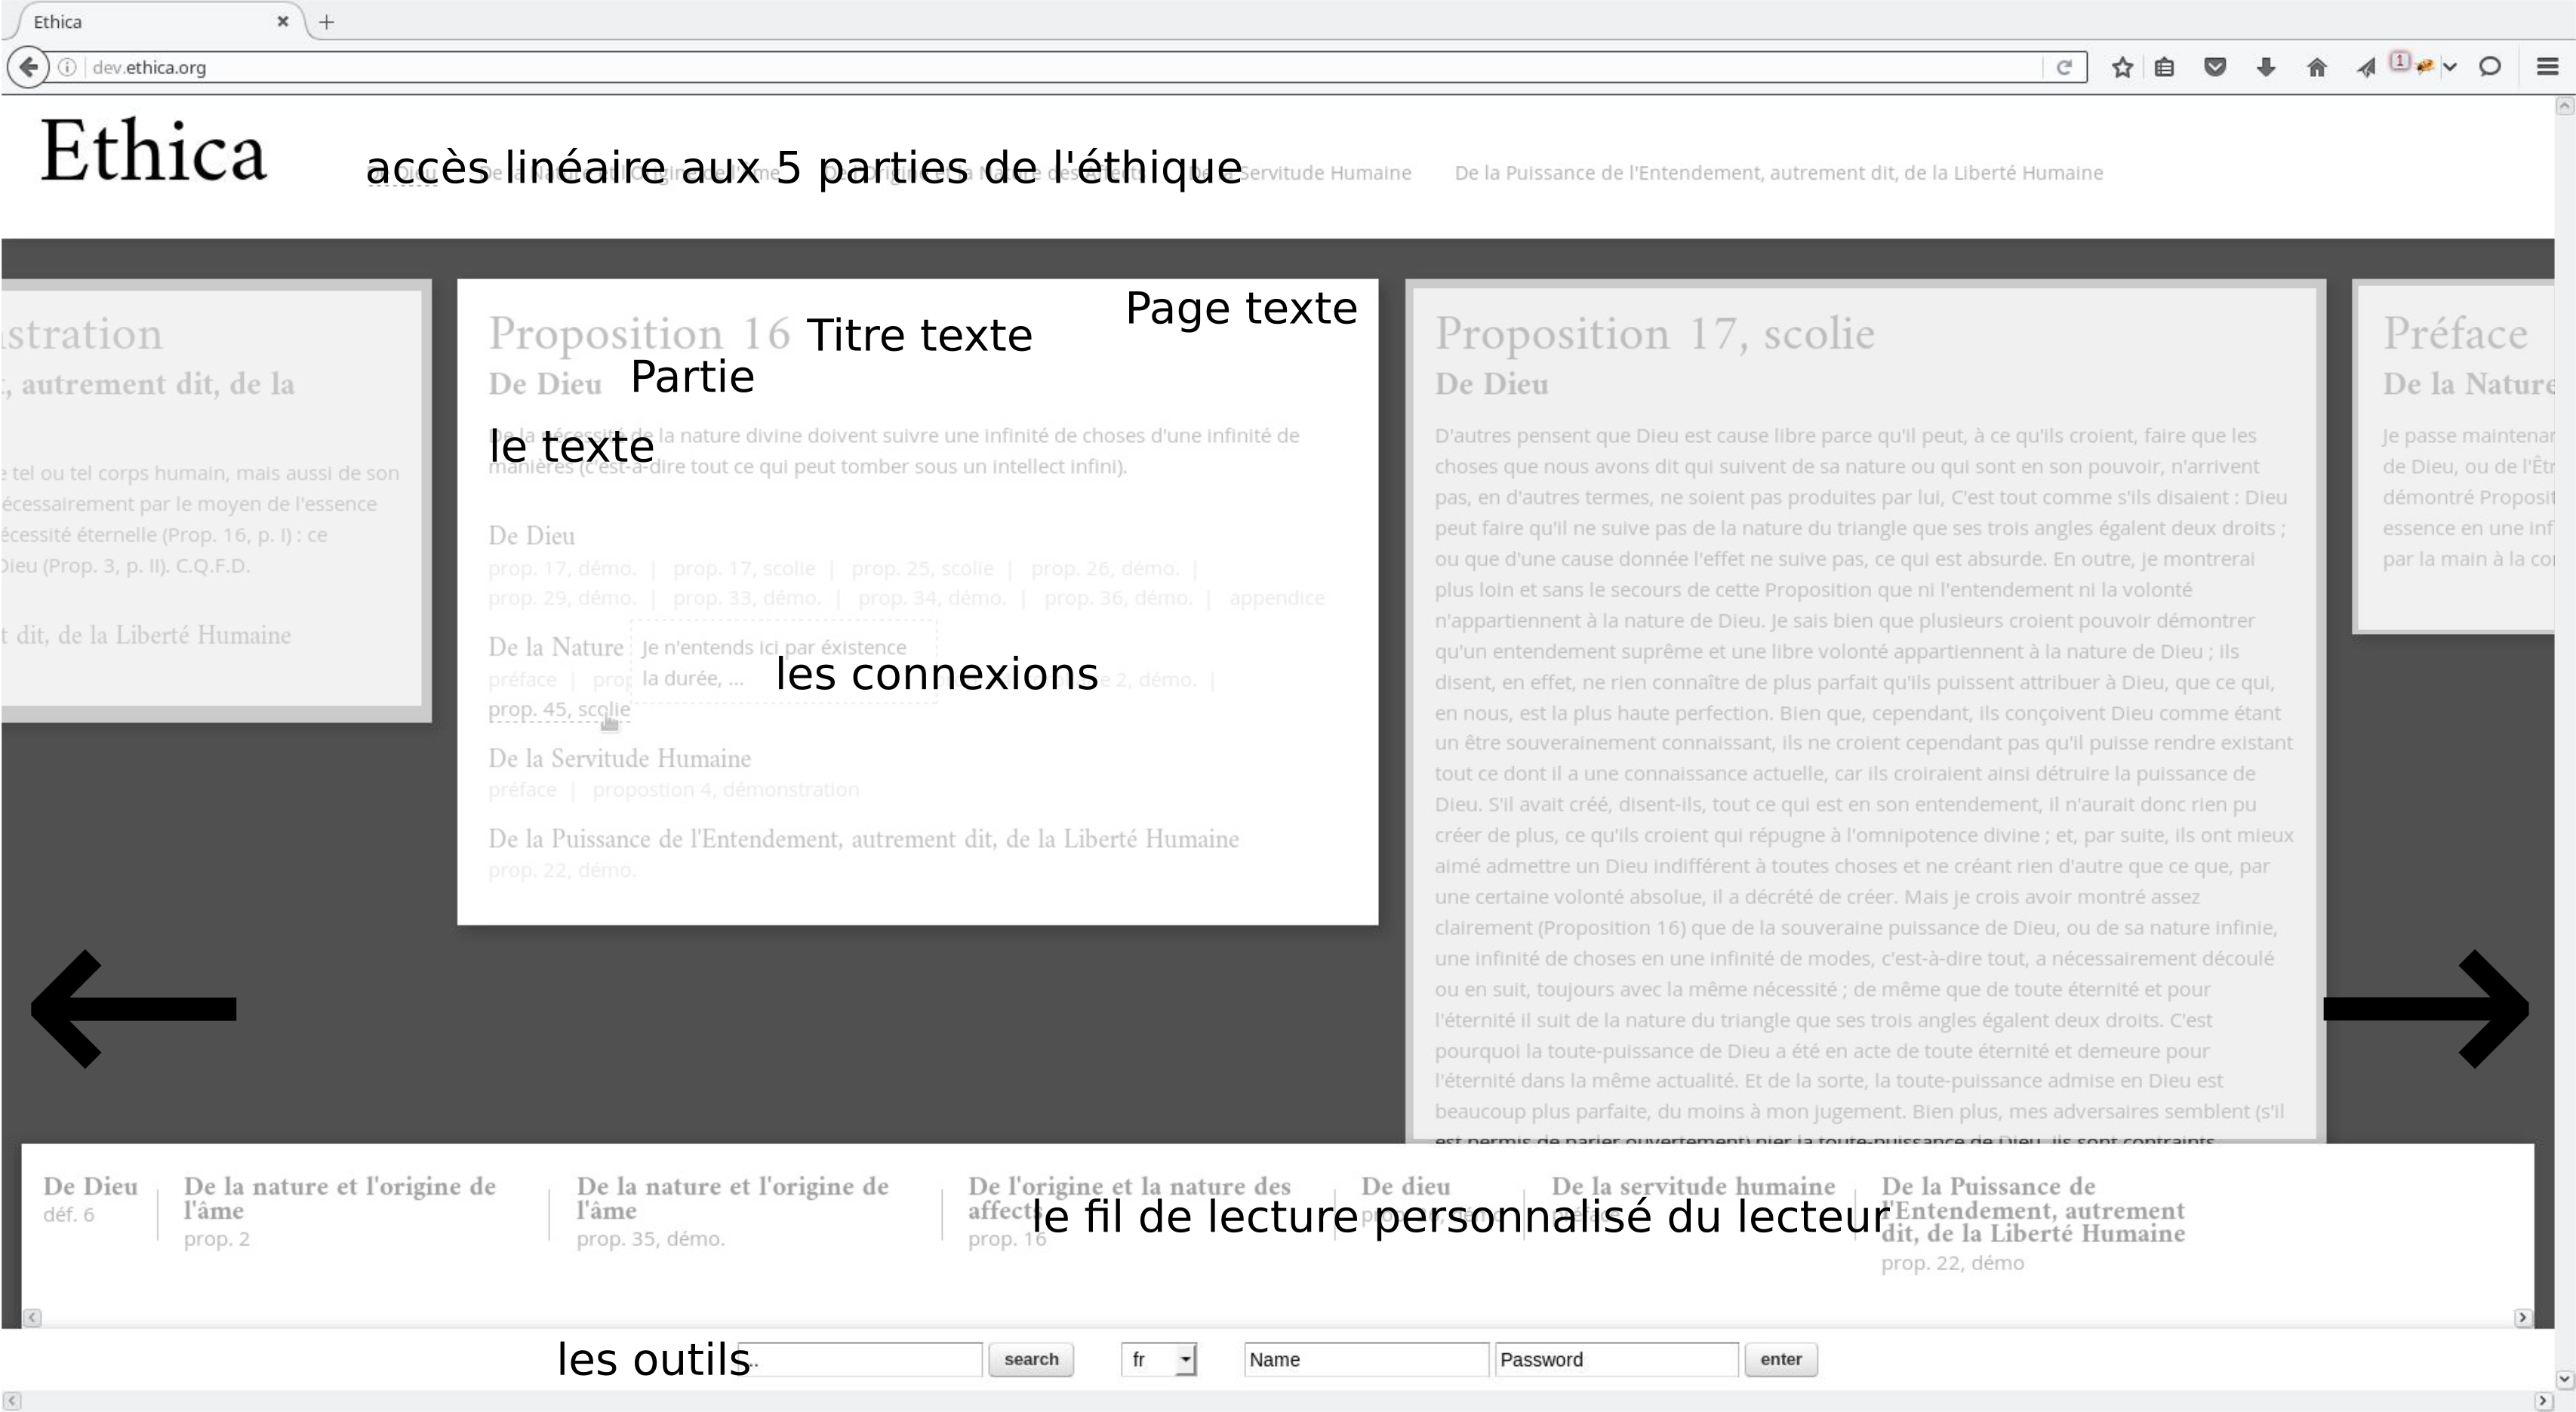 Ethica
dev.ethica.org
1
Ethica
accès linéaire aux 5 parties de l'éthique
Servitude Humaine
De la Puissance de l'Entendement, autrement dit, de la Liberté Humaine
stration
, autrement dit, de la
e tel ou tel corps humain, mais aussi de son
écessairement par le moyen de l'essence
écessité éternelle (Prop. 16, p. I) : ce
Dieu (Prop. 3, p. II). C.Q.F.D.
t dit, de la Liberté Humaine
Page texte
Proposition 16 Titre texte
De Dieu Partie
le texte
De la nécessité de la nature divine doivent suivre une infinité de choses d'une infinité de
manières (c'est-à-dire tout ce qui peut tomber sous un intellect infini).
De Dieu
prop. 17, démo. | prop. 17, scolie | prop. 25, scolie | prop. 26, démo. |
prop. 29, démo. | prop. 33, démo. | prop. 34, démo. | prop. 36, démo. | appendice
De la Nature
Je n'entends ici par éxistence
la durée, ...
les connexions
préface | prop
e 2, démo. |
prop. 45, scolie
De la Servitude Humaine
préface | propostion 4, démonstration
De la Puissance de l'Entendement, autrement dit, de la Liberté Humaine
prop. 22, démo.
Proposition 17, scolie
De Dieu
D'autres pensent que Dieu est cause libre parce qu'il peut, à ce qu'ils croient, faire que les
choses que nous avons dit qui suivent de sa nature ou qui sont en son pouvoir, n'arrivent
pas, en d'autres termes, ne soient pas produites par lui, C'est tout comme s'ils disaient : Dieu
peut faire qu'il ne suive pas de la nature du triangle que ses trois angles égalent deux droits ;
ou que d'une cause donnée l'effet ne suive pas, ce qui est absurde. En outre, je montrerai
plus loin et sans le secours de cette Proposition que ni l'entendement ni la volonté
n'appartiennent à la nature de Dieu. Je sais bien que plusieurs croient pouvoir démontrer
qu'un entendement suprême et une libre volonté appartiennent à la nature de Dieu ; ils
disent, en effet, ne rien connaître de plus parfait qu'ils puissent attribuer à Dieu, que ce qui,
en nous, est la plus haute perfection. Bien que, cependant, ils conçoivent Dieu comme étant
un être souverainement connaissant, ils ne croient cependant pas qu'il puisse rendre existant
tout ce dont il a une connaissance actuelle, car ils croiraient ainsi détruire la puissance de
Dieu. S'il avait créé, disent-ils, tout ce qui est en son entendement, il n'aurait donc rien pu
créer de plus, ce qu'ils croient qui répugne à l'omnipotence divine ; et, par suite, ils ont mieux
aimé admettre un Dieu indifférent à toutes choses et ne créant rien d'autre que ce que, par
une certaine volonté absolue, il a décrété de créer. Mais je crois avoir montré assez
clairement (Proposition 16) que de la souveraine puissance de Dieu, ou de sa nature infinie,
une infinité de choses en une infinité de modes, c'est-à-dire tout, a nécessairement découlé
ou en suit, toujours avec la même nécessité ; de même que de toute éternité et pour
l'éternité il suit de la nature du triangle que ses trois angles égalent deux droits. C'est
pourquoi la toute-puissance de Dieu a été en acte de toute éternité et demeure pour
l'éternité dans la même actualité. Et de la sorte, la toute-puissance admise en Dieu est
beaucoup plus parfaite, du moins à mon jugement. Bien plus, mes adversaires semblent (s'il
est permis de parler ouvertement) nier la toute-puissance de Dieu. Ils sont contraints
Préface
De la Nature
Je passe maintenan
de Dieu, ou de l'Êtr
démontré Proposit
essence en une inf
par la main à la co
De Dieu
déf. 6
De la nature et l'origine de
l'âme
prop. 2
De la nature et l'origine de
l'âme
prop. 35, démo.
De l'origine et la nature des
affects
prop. 16
De dieu
De la servitude humaine
De la Puissance de
l'Entendement, autrement
dit, de la Liberté Humaine
prop. 22, démo
le fil de lecture personnalisé du lecteur
les outils
search
fr
Name
Password
enter